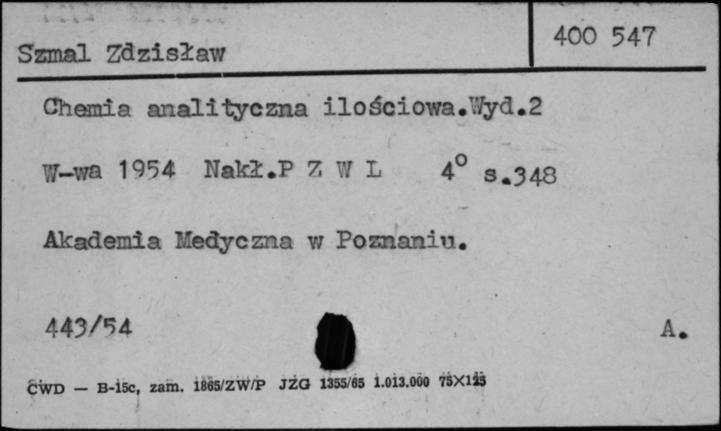 400 547
Szmal Zdzisław
Chemia analityczna ilościowa.Wyd.2
W-wa 1954 Nakł.P Z W L 4° s.348
Akademia Medyczna w Poznaniu.
443/54 A.
CWD — B-15c, zam. 1865/ZW/P JZG 1355/65 1.013.000 75X125